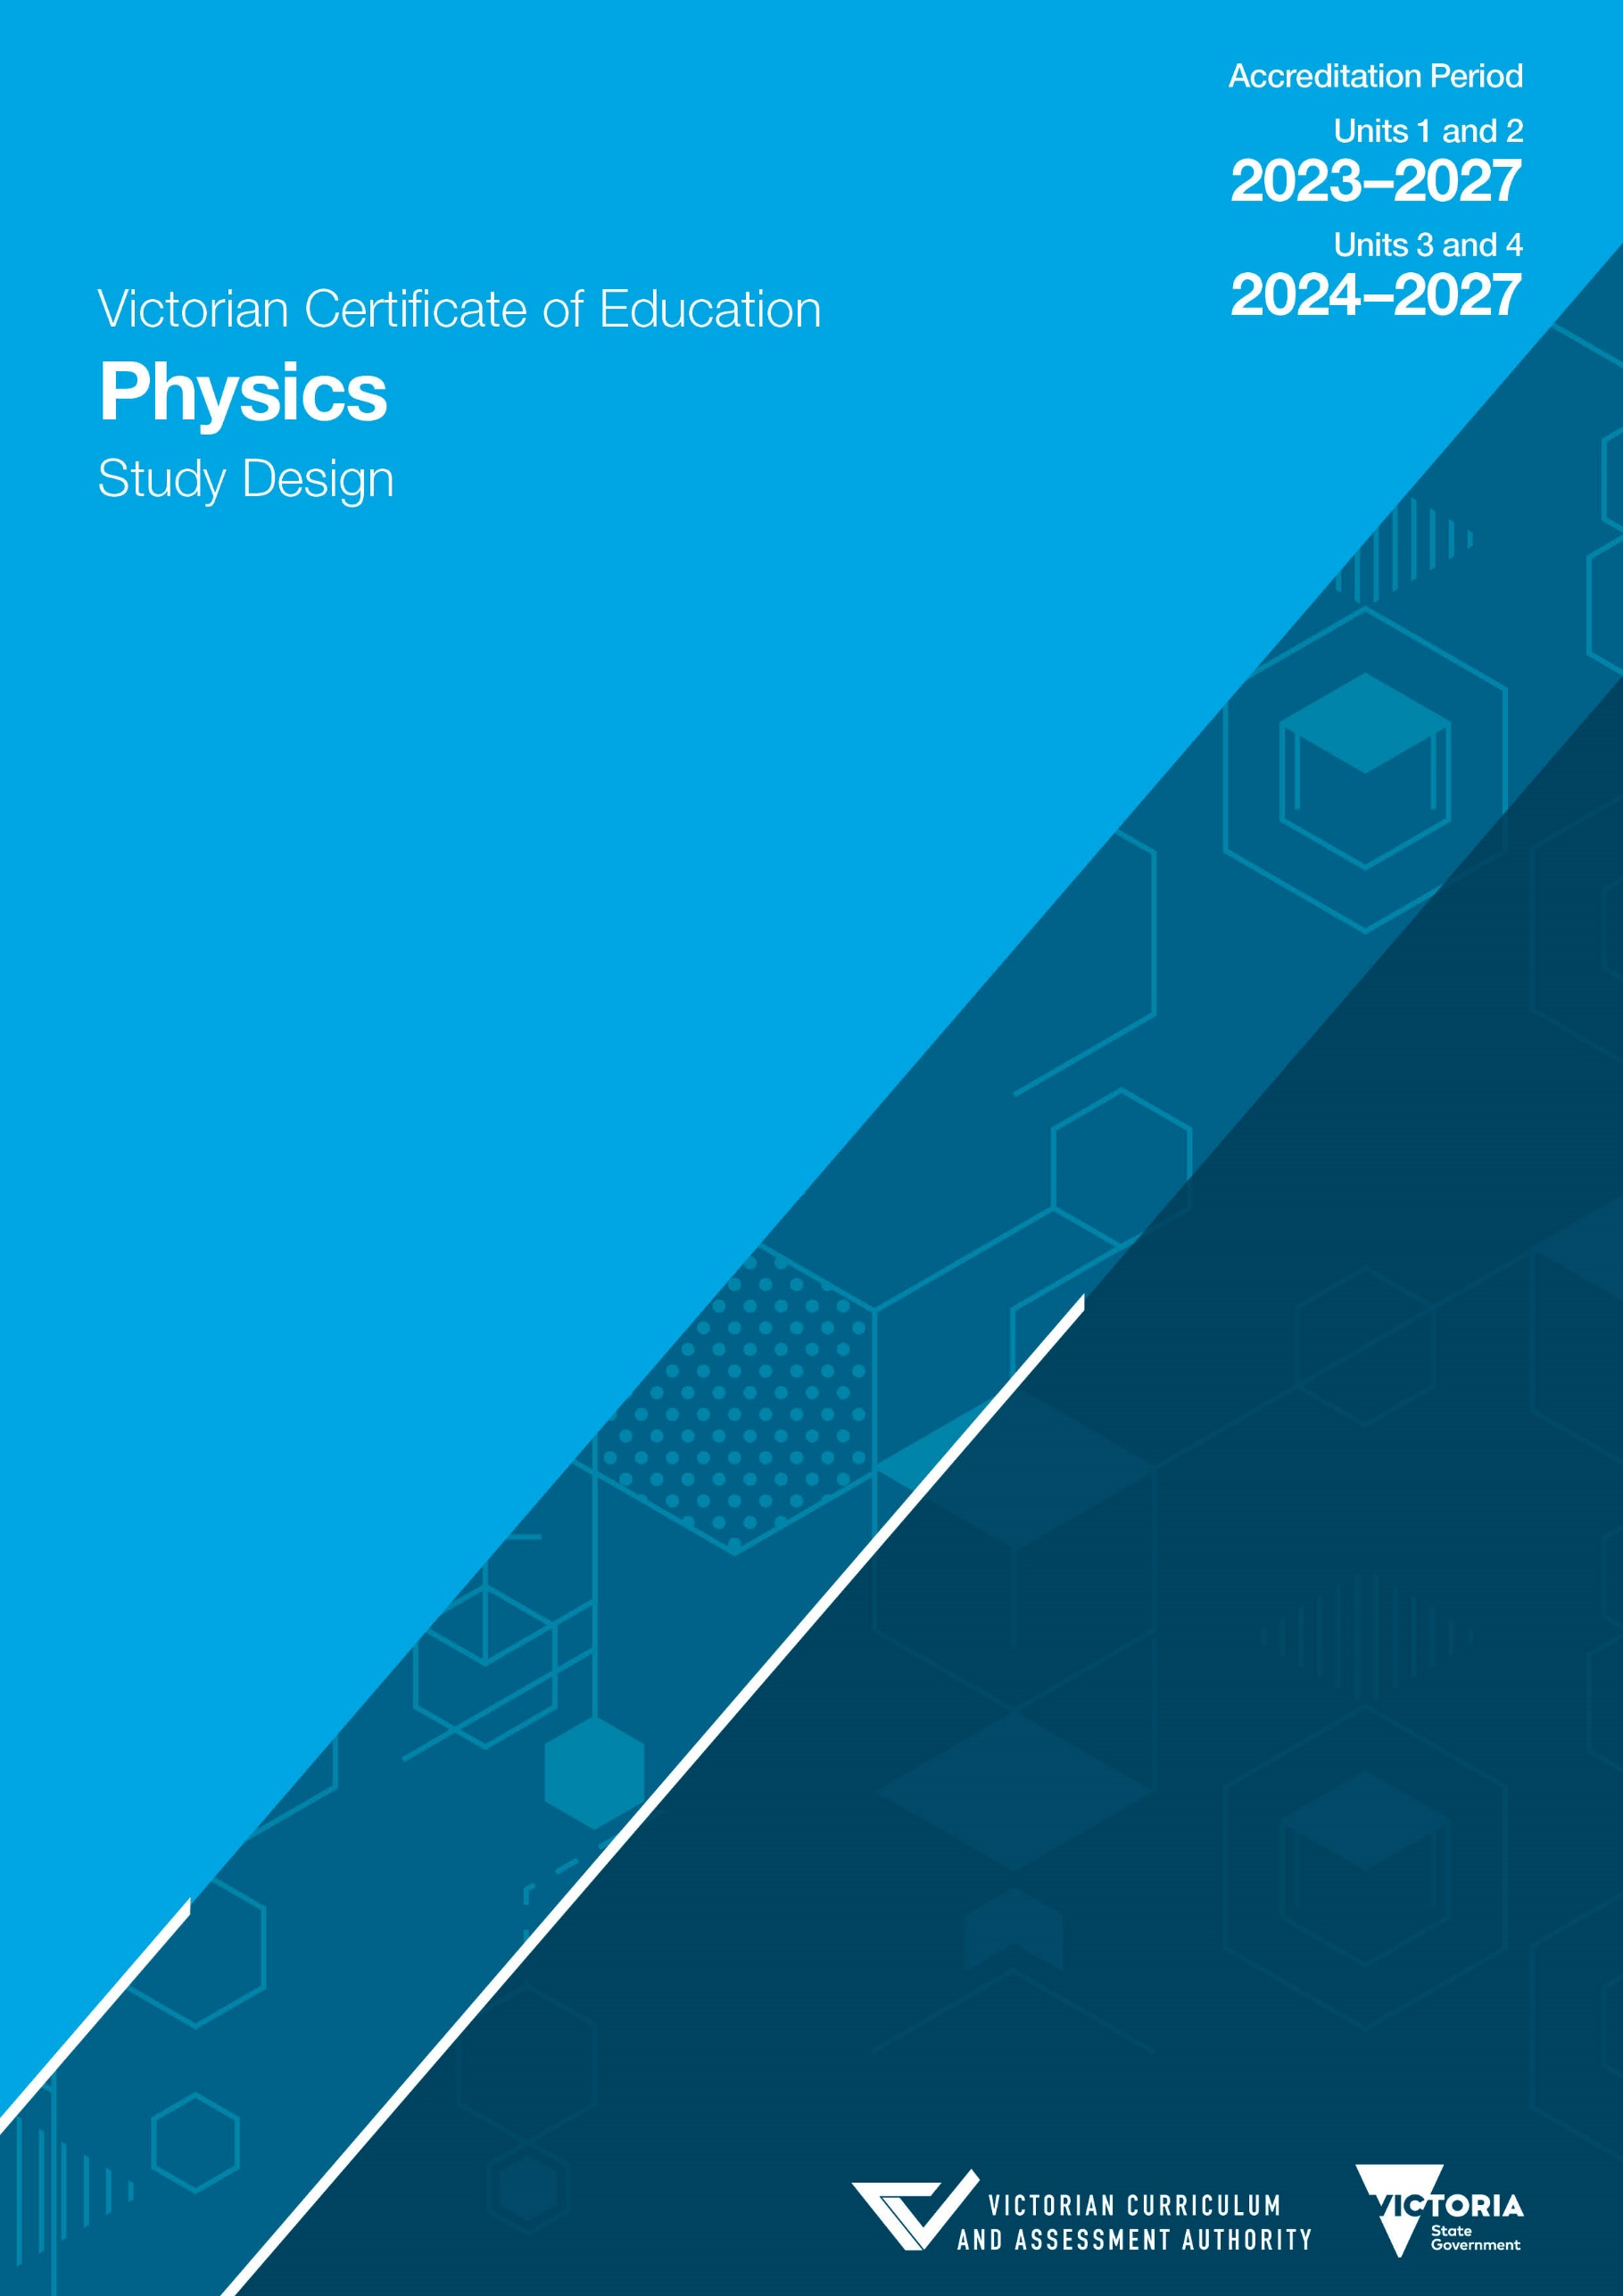 Accreditation Period
Units 1 and 2
2023–2027
Units 3 and 4
2024–2027
Victorian Certificate of Education
Physics
Study Design
VICTORIAN CURRICULUM
AND ASSESSMENT AUTHORITY
VICTORIA
State
Government